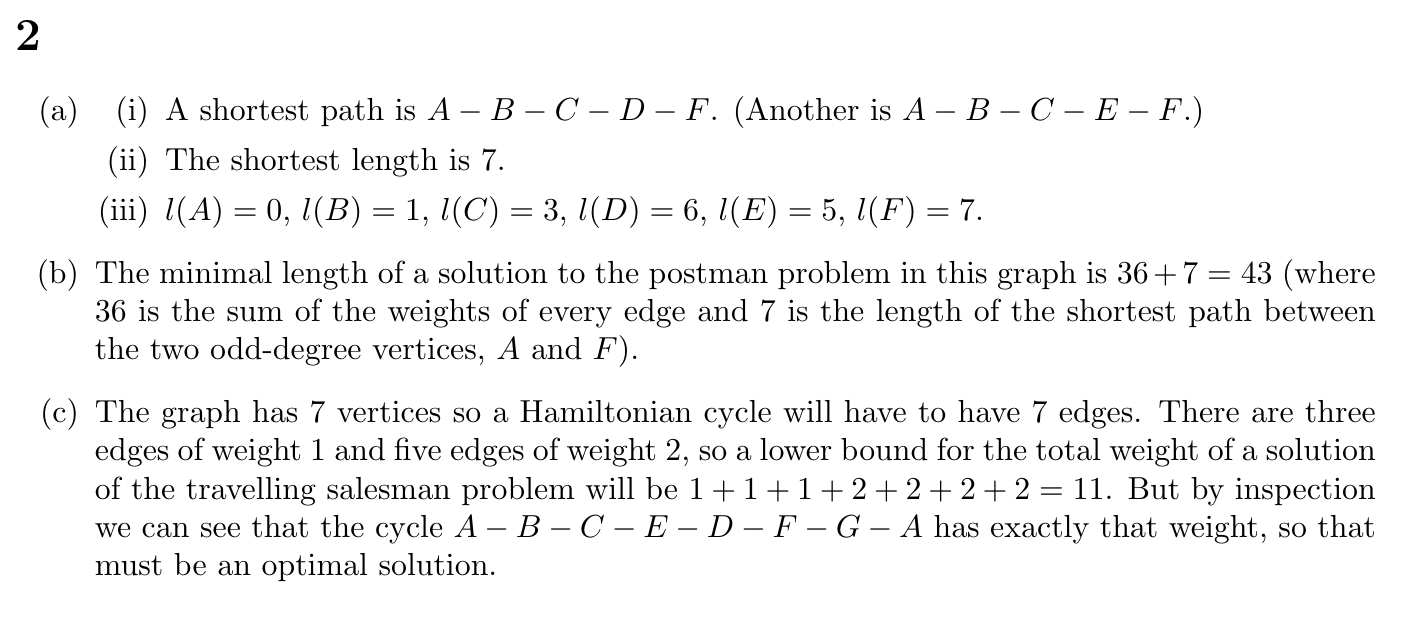 2
(a) (i) A shortest path is A − B − C − D − F. (Another is A − B − C − E − F.)
(ii) The shortest length is 7.
(iii) l(A) = 0, l(B) = 1, l(C) = 3, l(D) = 6, l(E) = 5, l(F) = 7.
(b) The minimal length of a solution to the postman problem in this graph is 36 + 7 = 43 (where
36 is the sum of the weights of every edge and 7 is the length of the shortest path between
the two odd-degree vertices, A and F).
(c) The graph has 7 vertices so a Hamiltonian cycle will have to have 7 edges. There are three
edges of weight 1 and five edges of weight 2, so a lower bound for the total weight of a solution
of the travelling salesman problem will be 1 + 1 + 1 + 2 + 2 + 2 + 2 = 11. But by inspection
we can see that the cycle A − B − C − E − D − F − G − A has exactly that weight, so that
must be an optimal solution.